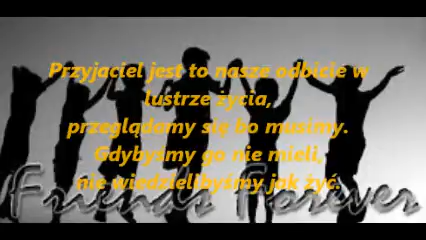 Przyjaciel jest to nasze odbicie w
lustrze życia,
przeglądamy się bo musimy.
Gdybyśmy go nie mieli,
nie wiedzielibyśmy jak żyć.
Friends Forever